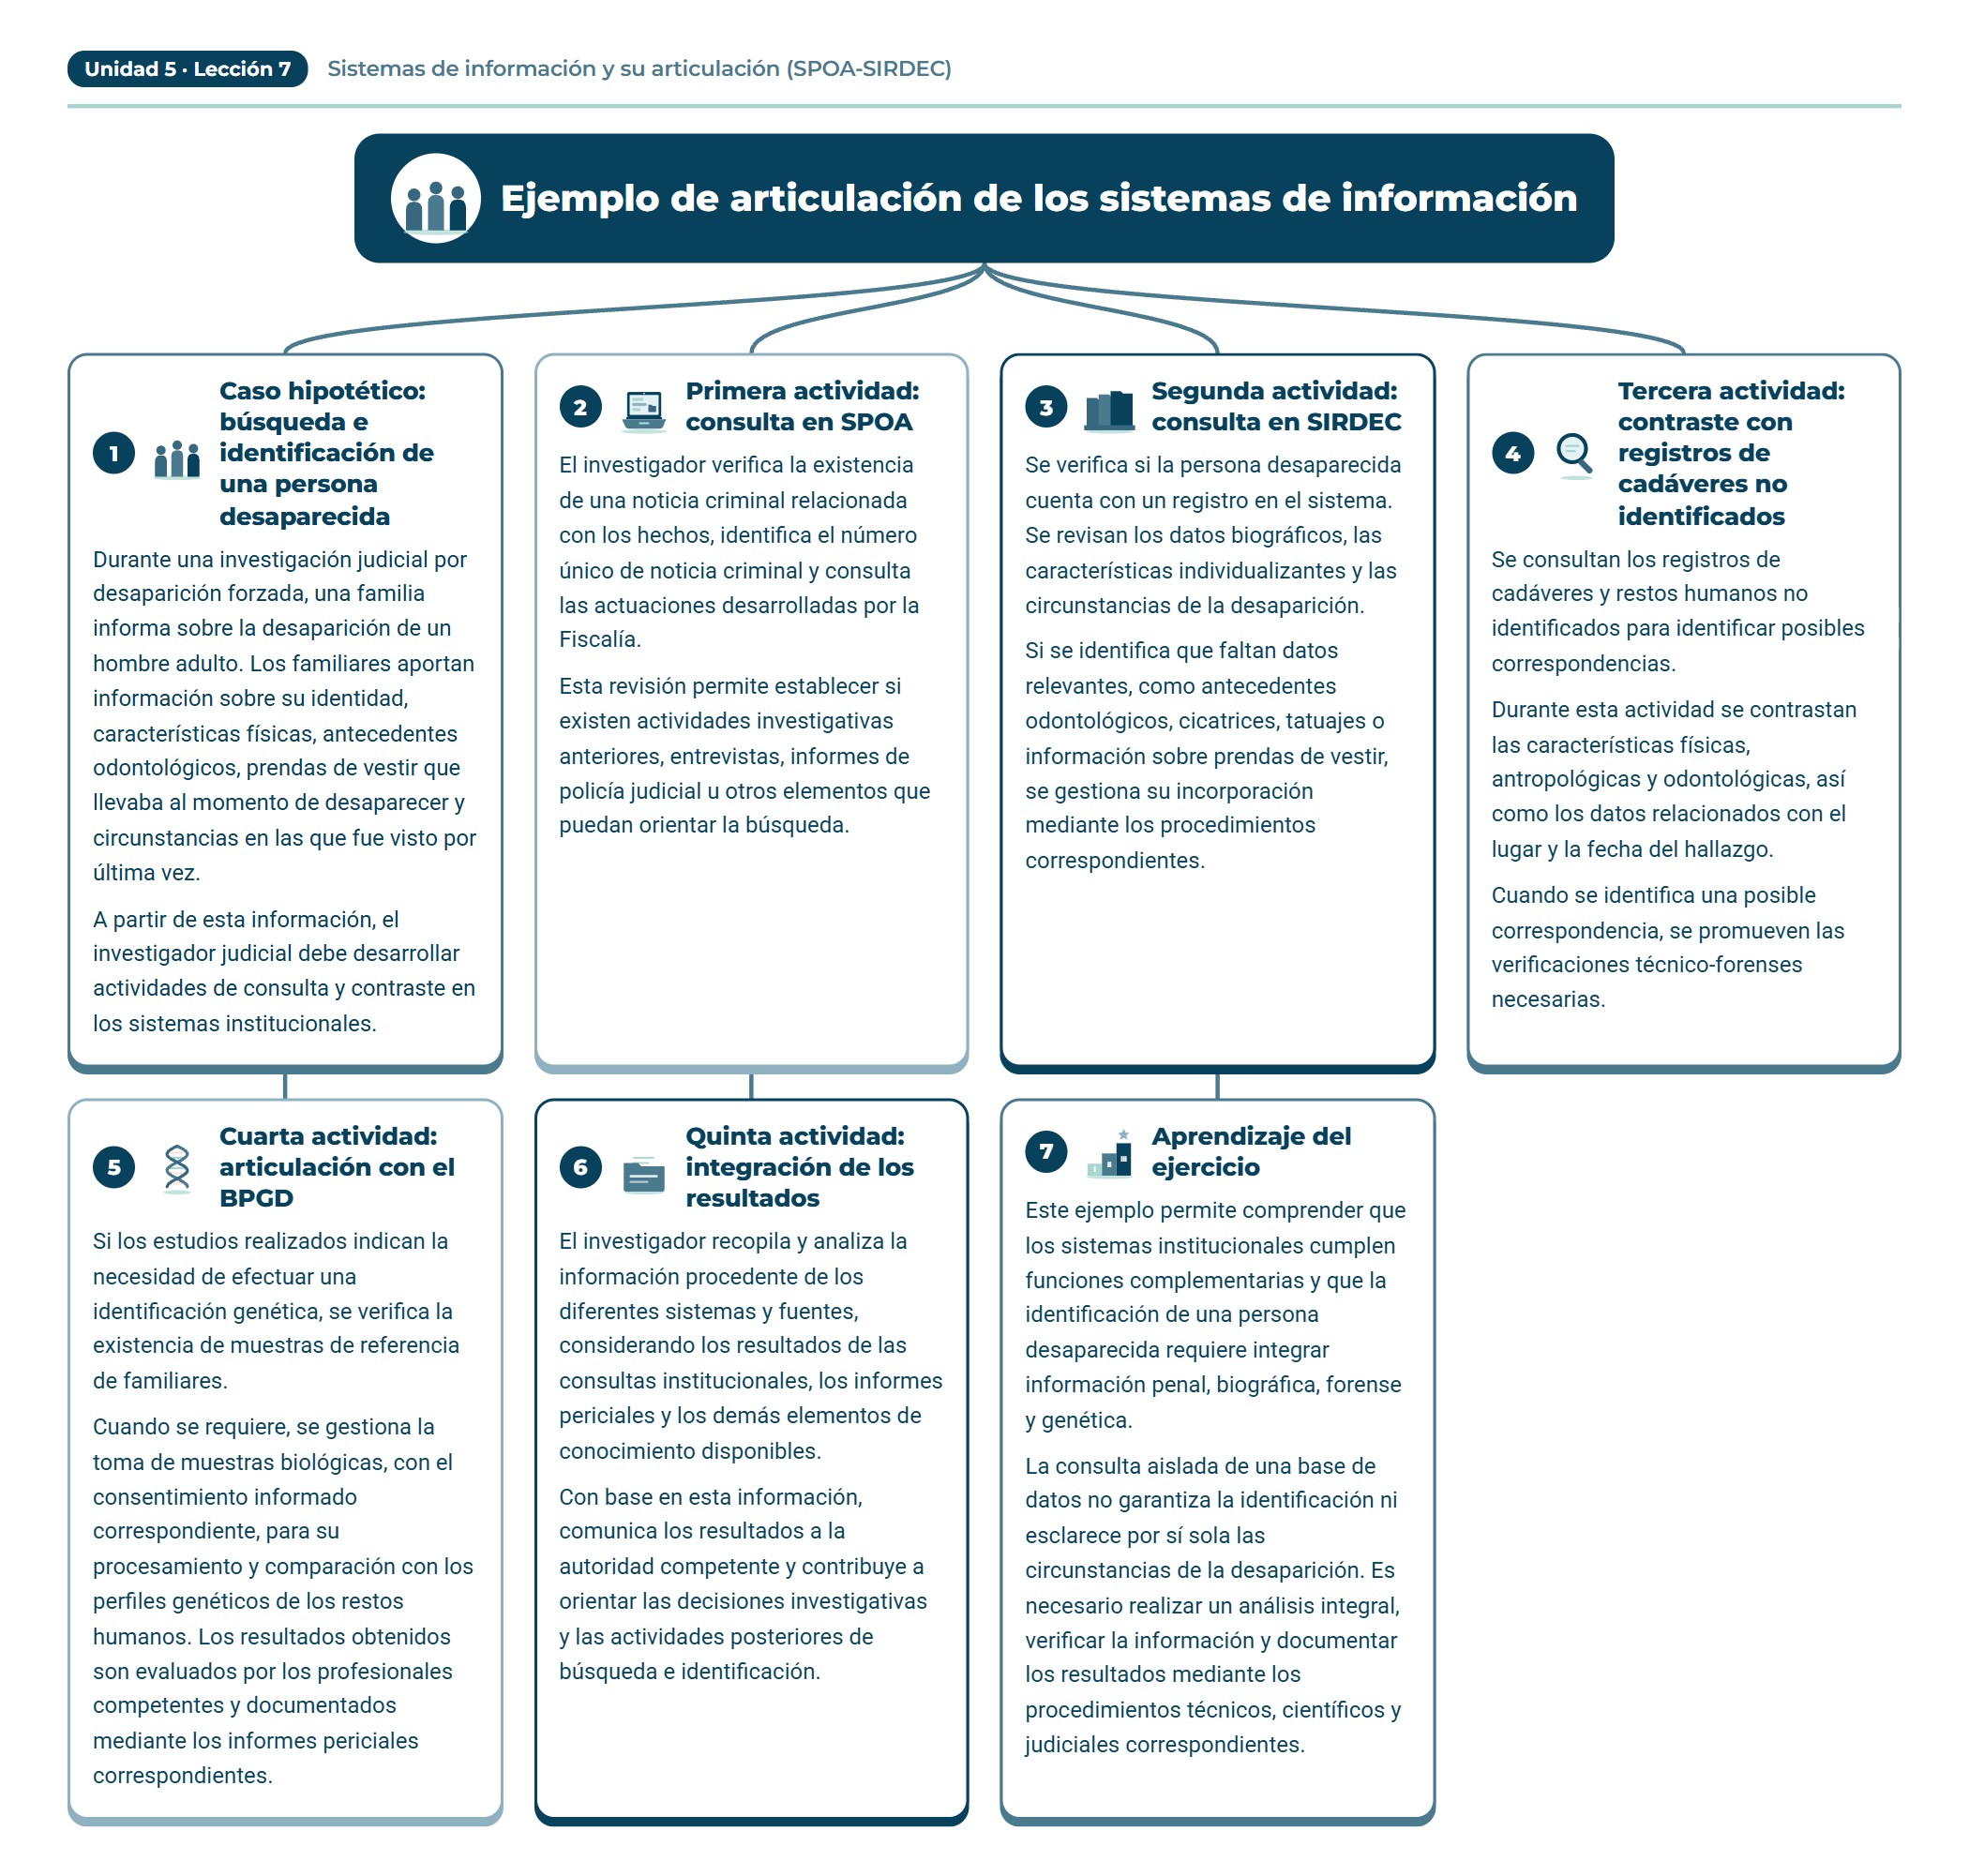 Unidad 5 · Lección 7
Sistemas de información y su articulación (SPOA-SIRDEC)
Ejemplo de articulación de los sistemas de información
1
Caso hipotético:
búsqueda e
identificación de
una persona
desaparecida
Durante una investigación judicial por
desaparición forzada, una familia
informa sobre la desaparición de un
hombre adulto. Los familiares aportan
información sobre su identidad,
características físicas, antecedentes
odontológicos, prendas de vestir que
llevaba al momento de desaparecer y
circunstancias en las que fue visto por
última vez.
A partir de esta información, el
investigador judicial debe desarrollar
actividades de consulta y contraste en
los sistemas institucionales.
2
Primera actividad:
consulta en SPOA
El investigador verifica la existencia
de una noticia criminal relacionada
con los hechos, identifica el número
único de noticia criminal y consulta
las actuaciones desarrolladas por la
Fiscalía.
Esta revisión permite establecer si
existen actividades investigativas
anteriores, entrevistas, informes de
policía judicial u otros elementos que
puedan orientar la búsqueda.
3
Segunda actividad:
consulta en SIRDEC
Se verifica si la persona desaparecida
cuenta con un registro en el sistema.
Se revisan los datos biográficos, las
características individualizantes y las
circunstancias de la desaparición.
Si se identifica que faltan datos
relevantes, como antecedentes
odontológicos, cicatrices, tatuajes o
información sobre prendas de vestir,
se gestiona su incorporación
mediante los procedimientos
correspondientes.
4
Tercera actividad:
contraste con
registros de
cadáveres no
identificados
Se consultan los registros de
cadáveres y restos humanos no
identificados para identificar posibles
correspondencias.
Durante esta actividad se contrastan
las características físicas,
antropológicas y odontológicas, así
como los datos relacionados con el
lugar y la fecha del hallazgo.
Cuando se identifica una posible
correspondencia, se promueven las
verificaciones técnico-forenses
necesarias.
5
Cuarta actividad:
articulación con el
BPGD
Si los estudios realizados indican la
necesidad de efectuar una
identificación genética, se verifica la
existencia de muestras de referencia
de familiares.
Cuando se requiere, se gestiona la
toma de muestras biológicas, con el
consentimiento informado
correspondiente, para su
procesamiento y comparación con los
perfiles genéticos de los restos
humanos. Los resultados obtenidos
son evaluados por los profesionales
competentes y documentados
mediante los informes periciales
correspondientes.
6
Quinta actividad:
integración de los
resultados
El investigador recopila y analiza la
información procedente de los
diferentes sistemas y fuentes,
considerando los resultados de las
consultas institucionales, los informes
periciales y los demás elementos de
conocimiento disponibles.
Con base en esta información,
comunica los resultados a la
autoridad competente y contribuye a
orientar las decisiones investigativas
y las actividades posteriores de
búsqueda e identificación.
7
Aprendizaje del
ejercicio
Este ejemplo permite comprender que
los sistemas institucionales cumplen
funciones complementarias y que la
identificación de una persona
desaparecida requiere integrar
información penal, biográfica, forense
y genética.
La consulta aislada de una base de
datos no garantiza la identificación ni
esclarece por sí sola las
circunstancias de la desaparición. Es
necesario realizar un análisis integral,
verificar la información y documentar
los resultados mediante los
procedimientos técnicos, científicos y
judiciales correspondientes.